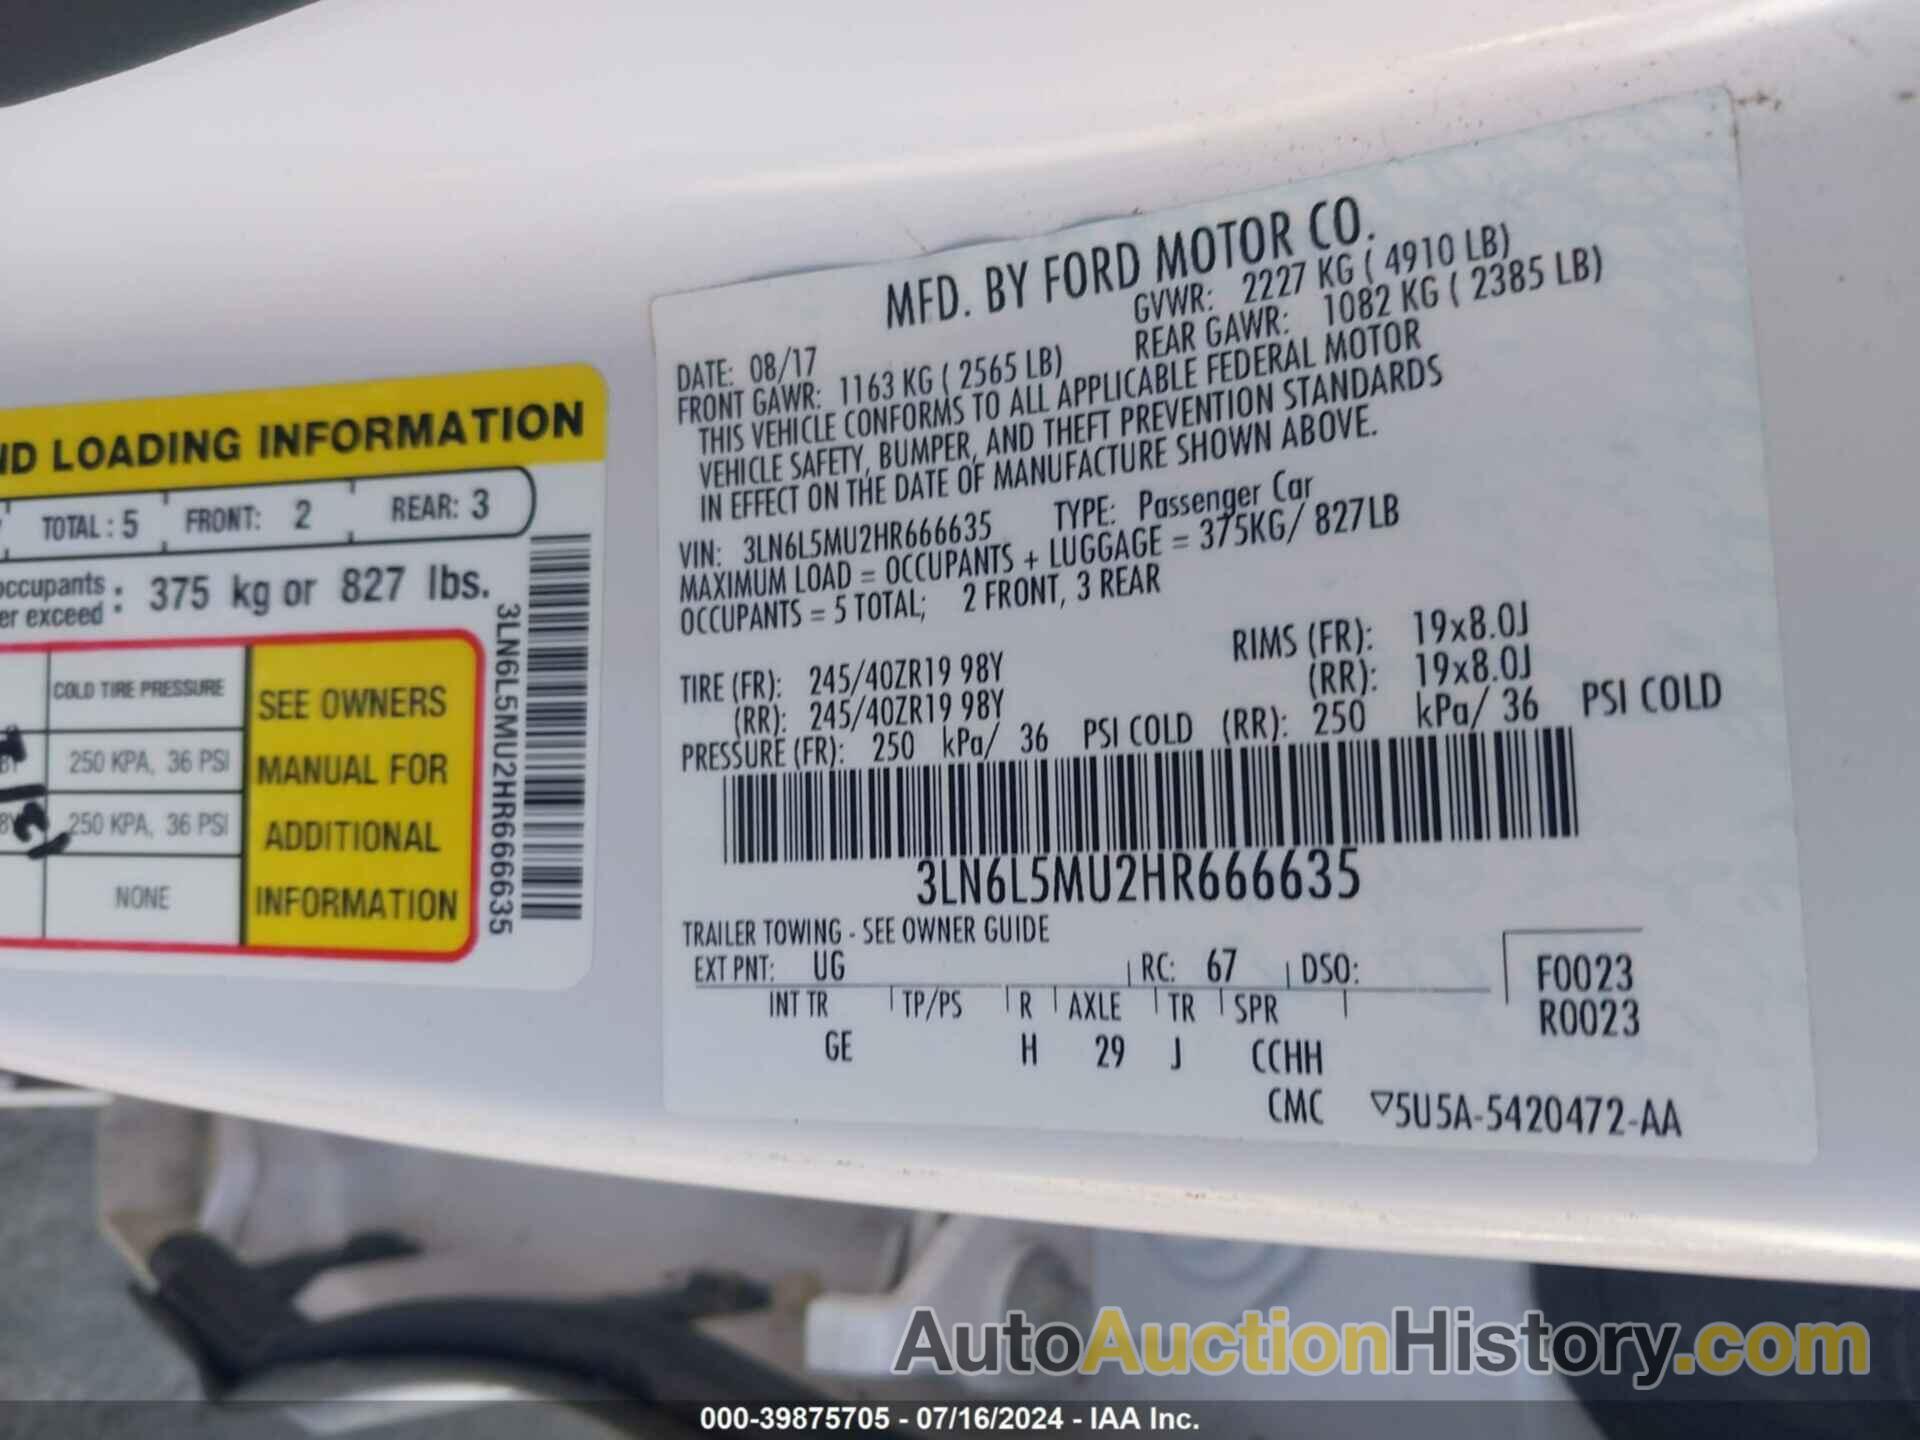 LOADING INFORMATION
TOTAL : 5 FRONT: 2 REAR: 3
occupants : 375 kg or 827 lbs.
exceed
COLD TIRE PRESSURE
250 KPA, 36 PSI
250 KPA, 36 PSI
NONE
SEE OWNERS
MANUAL FOR
ADDITIONAL
INFORMATION
3LN6L5MU2HR666635
MFD. BY FORD MOTOR CO.
DATE: 08/17 GVWR: 2227 KG ( 4910 LB)
FRONT GAWR: 1163 KG ( 2565 LB) REAR GAWR: 1082 KG ( 2385 LB)
THIS VEHICLE CONFORMS TO ALL APPLICABLE FEDERAL MOTOR
VEHICLE SAFETY, BUMPER, AND THEFT PREVENTION STANDARDS
IN EFFECT ON THE DATE OF MANUFACTURE SHOWN ABOVE.
VIN: 3LN6L5MU2HR666635 TYPE: Passenger Car
MAXIMUM LOAD = OCCUPANTS + LUGGAGE = 375KG/ 827LB
OCCUPANTS = 5 TOTAL; 2 FRONT, 3 REAR
TIRE (FR): 245/40ZR19 98Y RIMS (FR): 19x8.0J
(RR): 245/40ZR19 98Y (RR): 19x8.0J
PRESSURE (FR): 250 kPa/ 36 PSI COLD (RR): 250 kPa/ 36 PSI COLD
3LN6L5MU2HR666635
TRAILER TOWING - SEE OWNER GUIDE
EXT PNT: UG RC: 67 DSO: F0023
INT TR TP/PS R AXLE TR SPR R0023
GE H 29 J CCHH
CMC ▽5U5A-5420472-AA
AutoAuctionHistory.com
000-39875705 - 07/16/2024 - IAA Inc.